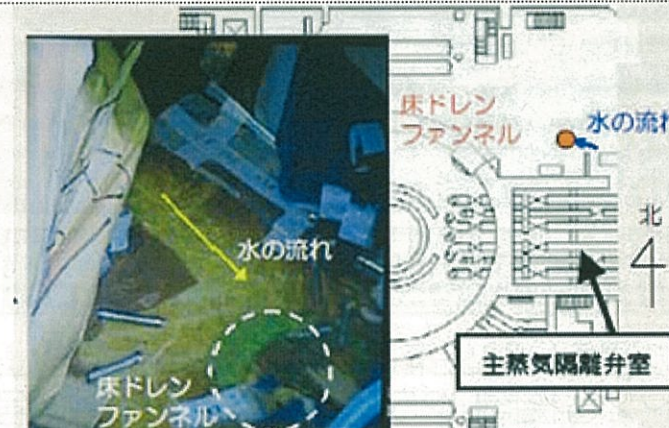 床ドレン
ファンネル
水の流れ
北
水の流れ
主蒸気隔離弁室
床ドレン
ファンネル